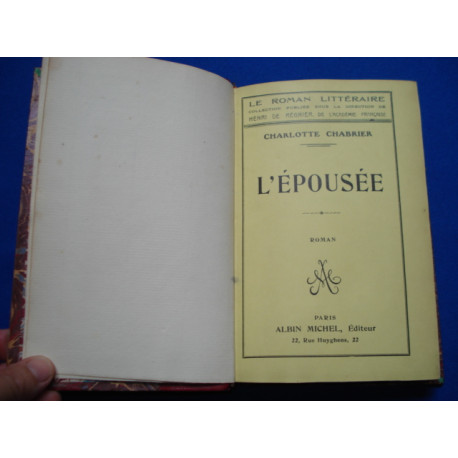 LE ROMAN LITTÉRAIRE
COLLECTION PUBLIÉE SOUS LA DIRECTION DE
HENRI DE RÉGNIER, DE L'ACADÉMIE FRANÇAISE
CHARLOTTE CHABRIER
L'ÉPOUSÉE
ROMAN
AM
PARIS
ALBIN MICHEL, Éditeur
22, Rue Huyghens, 22